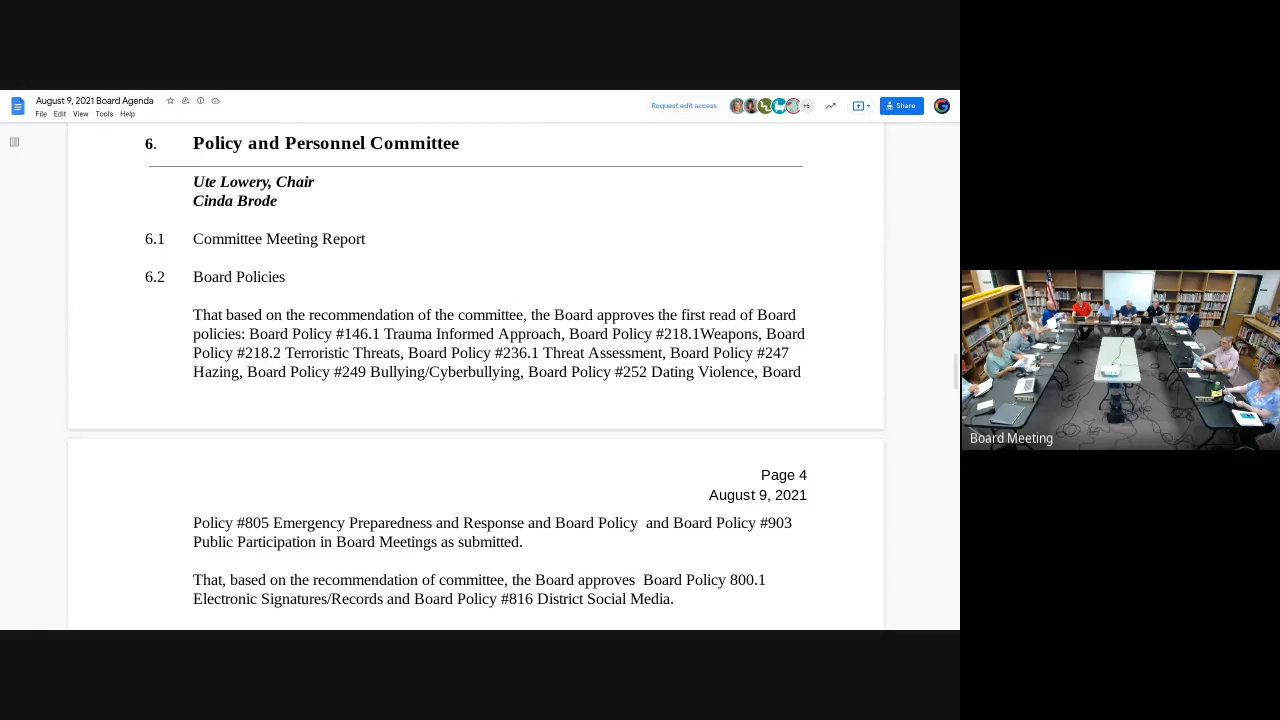 August 9, 2021 Board Agenda
File Edit View Tools Help
Request edit access
+6
Share
6. Policy and Personnel Committee
Ute Lowery, Chair
Cinda Brode
6.1 Committee Meeting Report
6.2 Board Policies
That based on the recommendation of the committee, the Board approves the first read of Board
policies: Board Policy #146.1 Trauma Informed Approach, Board Policy #218.1Weapons, Board
Policy #218.2 Terroristic Threats, Board Policy #236.1 Threat Assessment, Board Policy #247
Hazing, Board Policy #249 Bullying/Cyberbullying, Board Policy #252 Dating Violence, Board
Page 4
August 9, 2021
Policy #805 Emergency Preparedness and Response and Board Policy  and Board Policy #903
Public Participation in Board Meetings as submitted.
That, based on the recommendation of committee, the Board approves  Board Policy 800.1
Electronic Signatures/Records and Board Policy #816 District Social Media.
Board Meeting